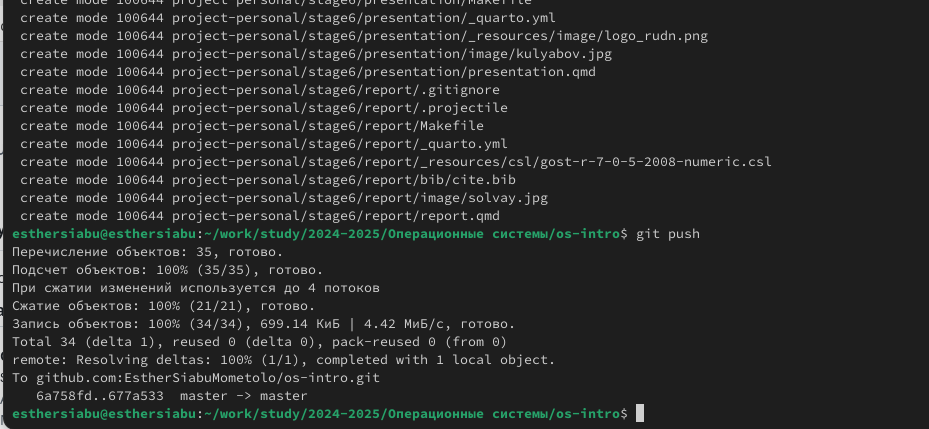 create mode 100644 project-personal/stage6/presentation/Makefile
create mode 100644 project-personal/stage6/presentation/_quarto.yml
create mode 100644 project-personal/stage6/presentation/_resources/image/logo_rudn.png
create mode 100644 project-personal/stage6/presentation/image/kulyabov.jpg
create mode 100644 project-personal/stage6/presentation/presentation.qmd
create mode 100644 project-personal/stage6/report/.gitignore
create mode 100644 project-personal/stage6/report/.projectile
create mode 100644 project-personal/stage6/report/Makefile
create mode 100644 project-personal/stage6/report/_quarto.yml
create mode 100644 project-personal/stage6/report/_resources/csl/gost-r-7-0-5-2008-numeric.csl
create mode 100644 project-personal/stage6/report/bib/cite.bib
create mode 100644 project-personal/stage6/report/image/solvay.jpg
create mode 100644 project-personal/stage6/report/report.qmd
esthersiabu@esthersiabu:~/work/study/2024-2025/Операционные системы/os-intro$ git push
Перечисление объектов: 35, готово.
Подсчет объектов: 100% (35/35), готово.
При сжатии изменений используется до 4 потоков
Сжатие объектов: 100% (21/21), готово.
Запись объектов: 100% (34/34), 699.14 КиБ | 4.42 МиБ/с, готово.
Total 34 (delta 1), reused 0 (delta 0), pack-reused 0 (from 0)
remote: Resolving deltas: 100% (1/1), completed with 1 local object.
To github.com:EstherSiabuMometolo/os-intro.git
6a758fd..677a533  master -> master
esthersiabu@esthersiabu:~/work/study/2024-2025/Операционные системы/os-intro$